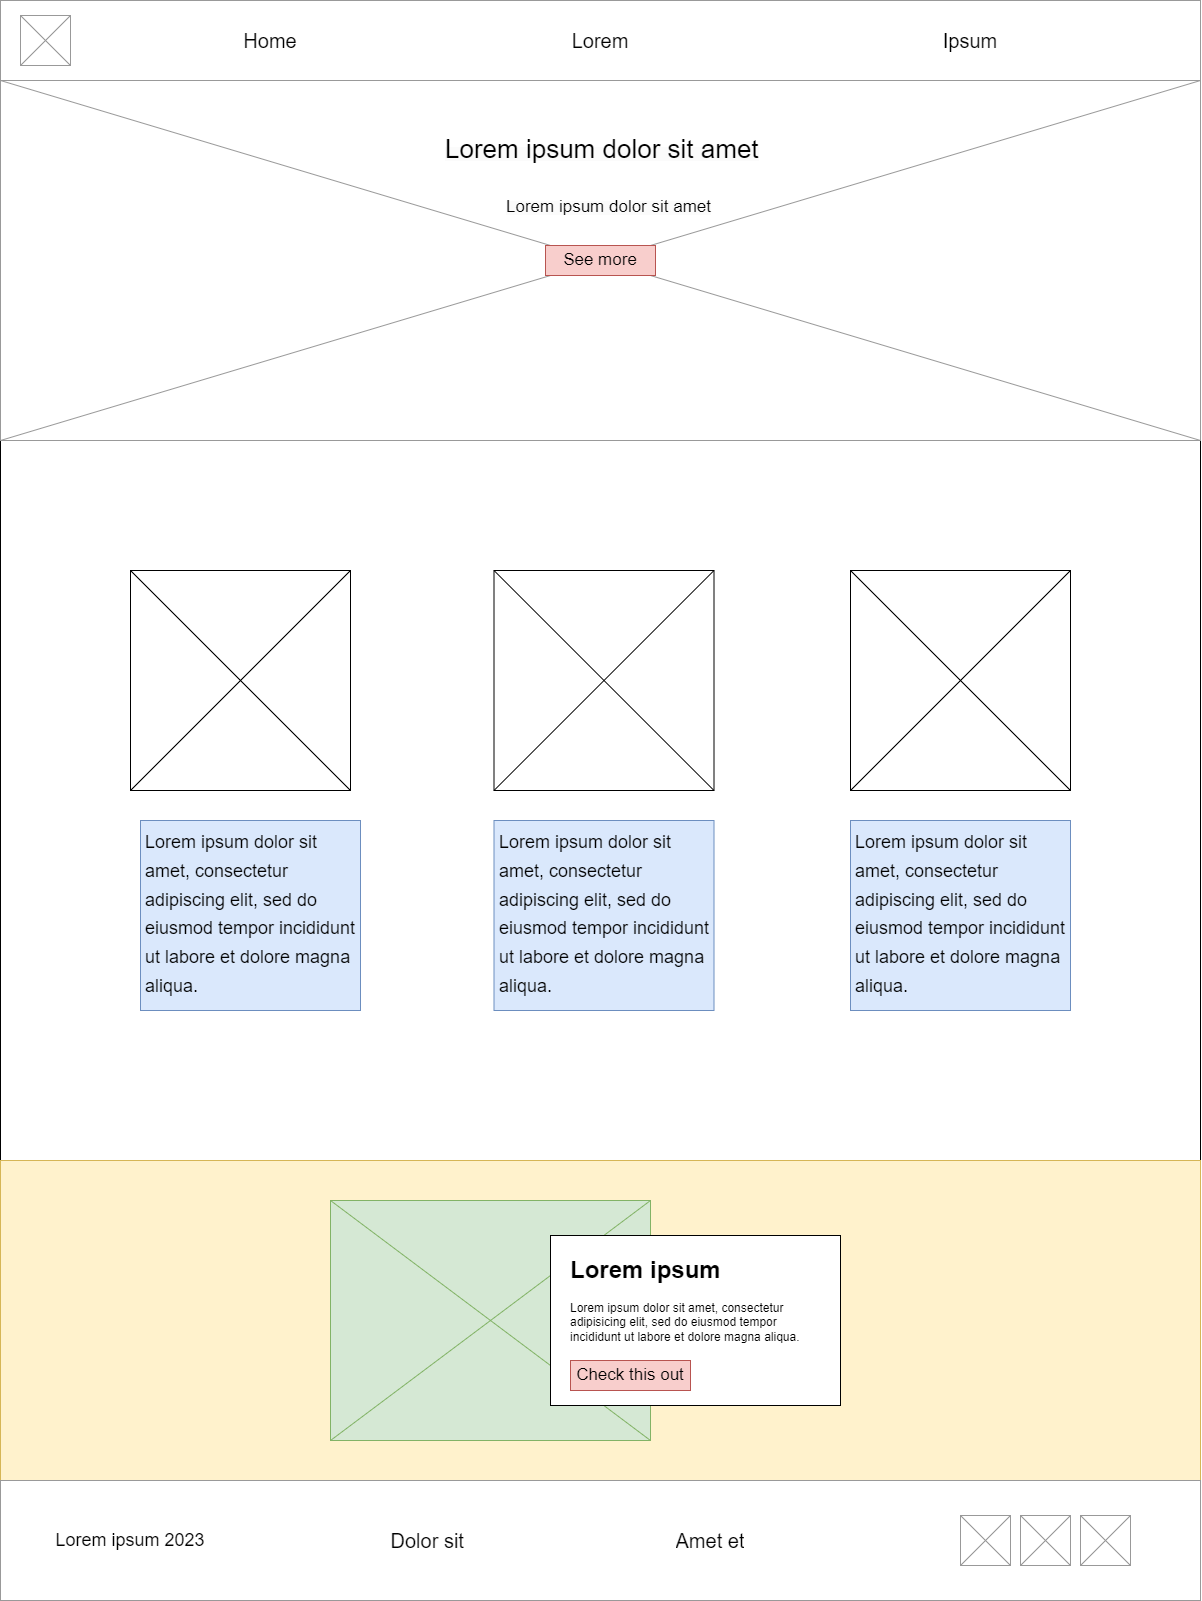 Home
Lorem
Ipsum
Lorem ipsum dolor sit amet
Lorem ipsum dolor sit amet
See more
Lorem ipsum dolor sit
amet, consectetur
adipiscing elit, sed do
eiusmod tempor incididunt
ut labore et dolore magna
aliqua.
Lorem ipsum dolor sit
amet, consectetur
adipiscing elit, sed do
eiusmod tempor incididunt
ut labore et dolore magna
aliqua.
Lorem ipsum dolor sit
amet, consectetur
adipiscing elit, sed do
eiusmod tempor incididunt
ut labore et dolore magna
aliqua.
Lorem ipsum
Lorem ipsum dolor sit amet, consectetur
adipisicing elit, sed do eiusmod tempor
incididunt ut labore et dolore magna aliqua.
Check this out
Lorem ipsum 2023
Dolor sit
Amet et